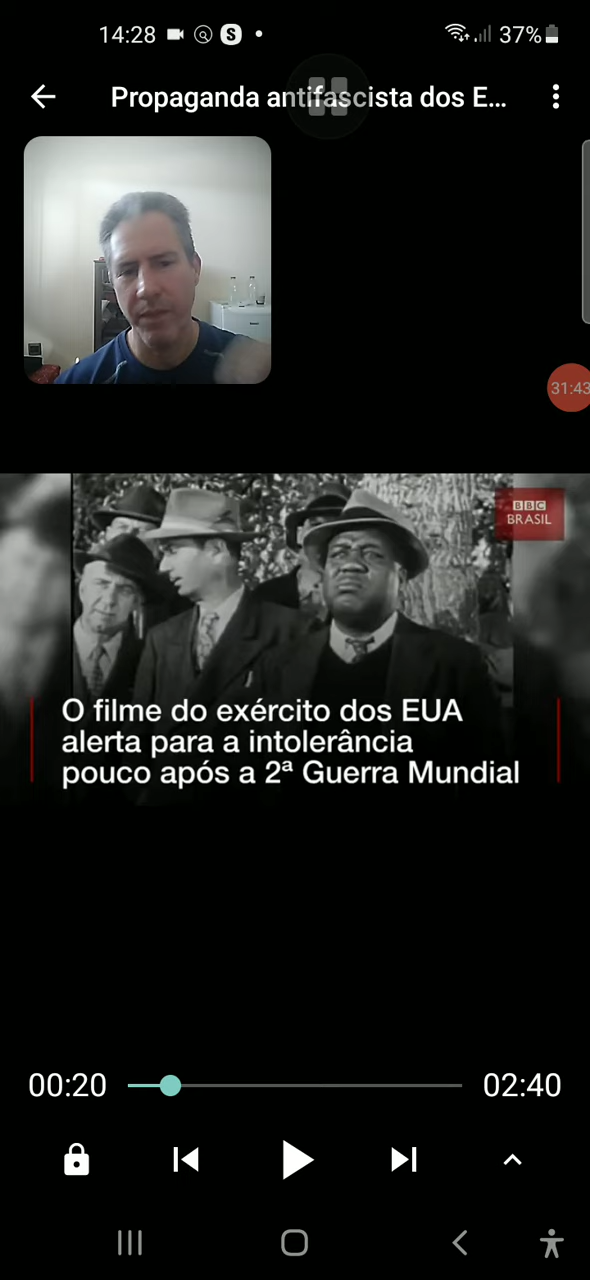 14:28
S
37%
Propaganda antifascista dos E...
31:43
BBC
BRASIL
O filme do exército dos EUA
alerta para a intolerância
pouco após a 2ª Guerra Mundial
00:20
02:40